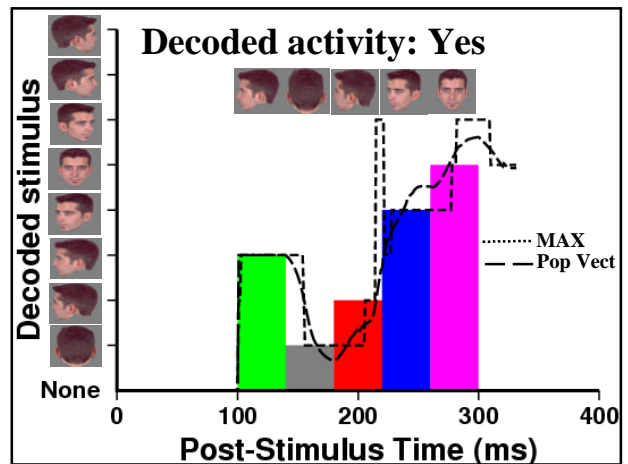 Decoded activity: Yes
Decoded stimulus
MAX
Pop Vect
None
0 100 200 300 400
Post-Stimulus Time (ms)